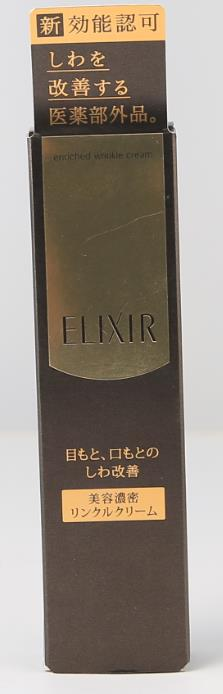 新 効能認可
しわを
改善する
医薬部外品。
enriched wrinkle cream
ELIXIR
目もと、口もとの
しわ改善
美容濃密
リンクルクリーム